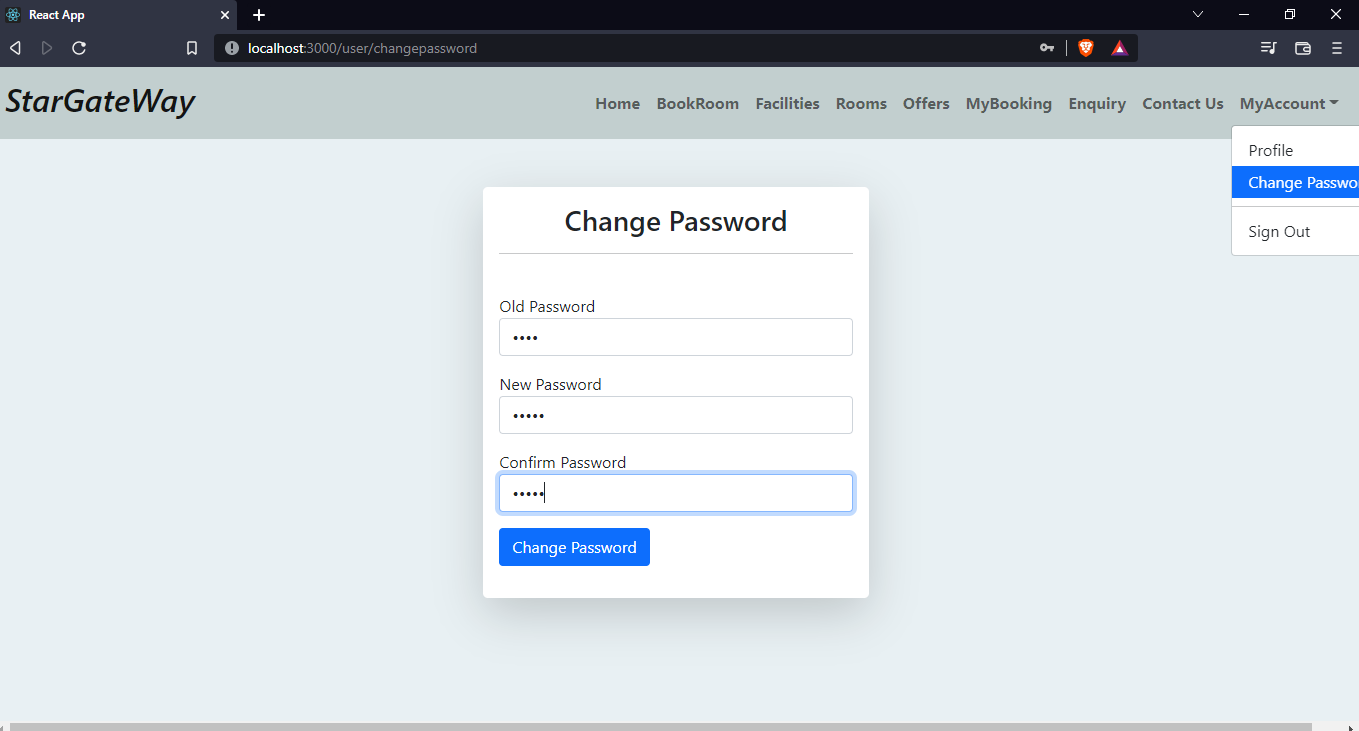 React App
localhost:3000/user/changepassword
StarGateWay
Home BookRoom Facilities Rooms Offers MyBooking Enquiry Contact Us MyAccount
Profile
Change Passwo
Sign Out
Change Password
Old Password
••••
New Password
•••••
Confirm Password
•••••
Change Password